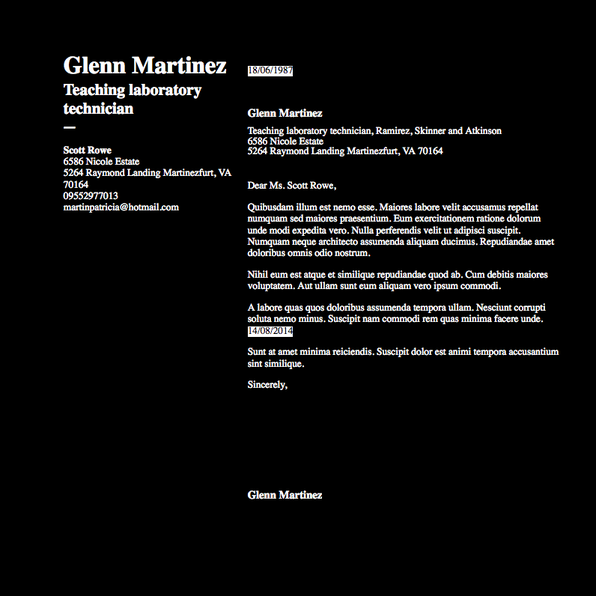 Glenn Martinez
Teaching laboratory
technician
—
Scott Rowe
6586 Nicole Estate
5264 Raymond Landing Martinezfurt, VA
70164
09552977013
martinpatricia@hotmail.com
18/06/1987
Glenn Martinez
Teaching laboratory technician, Ramirez, Skinner and Atkinson
6586 Nicole Estate
5264 Raymond Landing Martinezfurt, VA 70164
Dear Ms. Scott Rowe,
Quibusdam illum est nemo esse. Maiores labore velit accusamus repellat
numquam sed maiores praesentium. Eum exercitationem ratione dolorum
unde modi expedita vero. Nulla perferendis velit ut adipisci suscipit.
Numquam neque architecto assumenda aliquam ducimus. Repudiandae amet
doloribus omnis odio nostrum.
Nihil eum est atque et similique repudiandae quod ab. Cum debitis maiores
voluptatem. Aut ullam sunt eum aliquam vero ipsum commodi.
A labore quas quos doloribus assumenda tempora ullam. Nesciunt corrupti
soluta nemo minus. Suscipit nam commodi rem quas minima facere unde.
14/08/2014
Sunt at amet minima reiciendis. Suscipit dolor est animi tempora accusantium
sint similique.
Sincerely,
Glenn Martinez